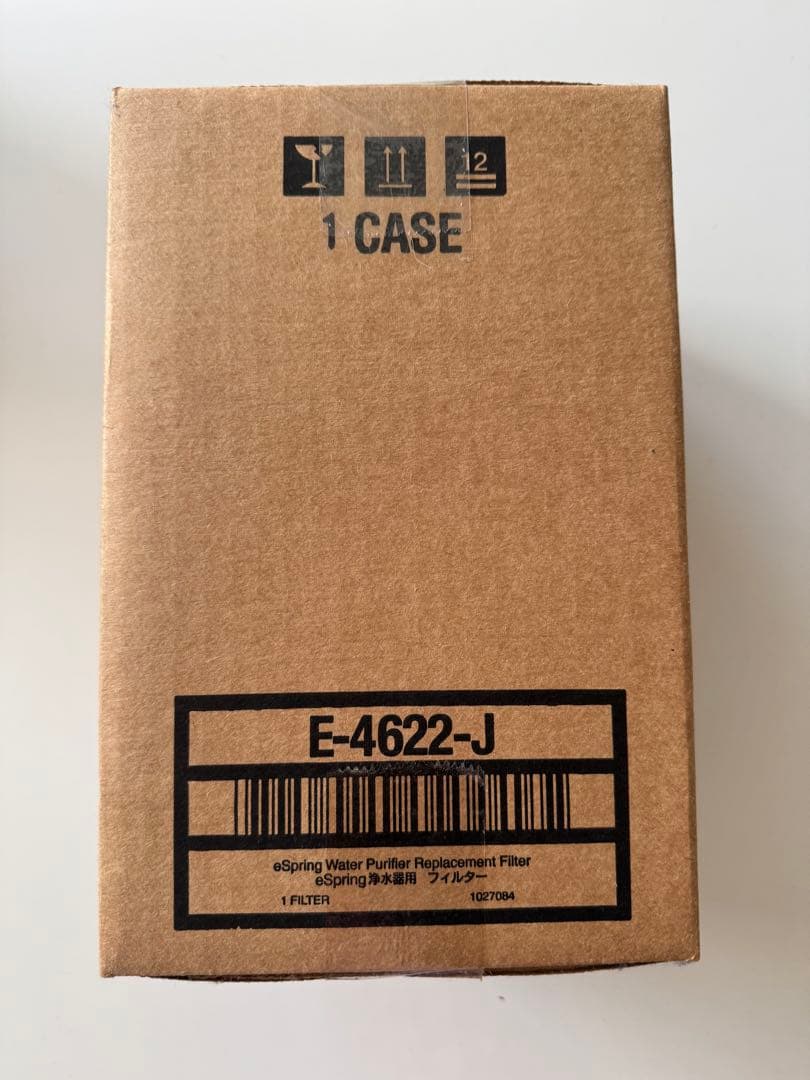 12
1 CASE
E-4622-J
eSpring Water Purifier Replacement Filter
eSpring浄水器用 フィルター
1 FILTER 1027084